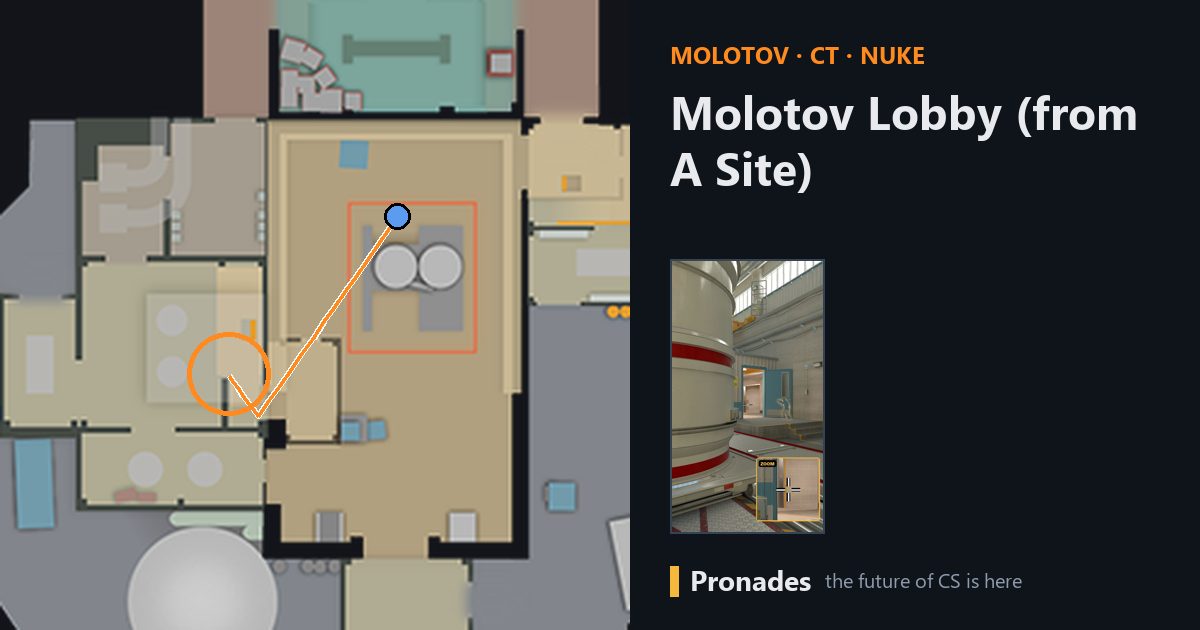 MOLOTOV · CT · NUKE
Molotov Lobby (from
A Site)
ZOOM
Pronades the future of CS is here